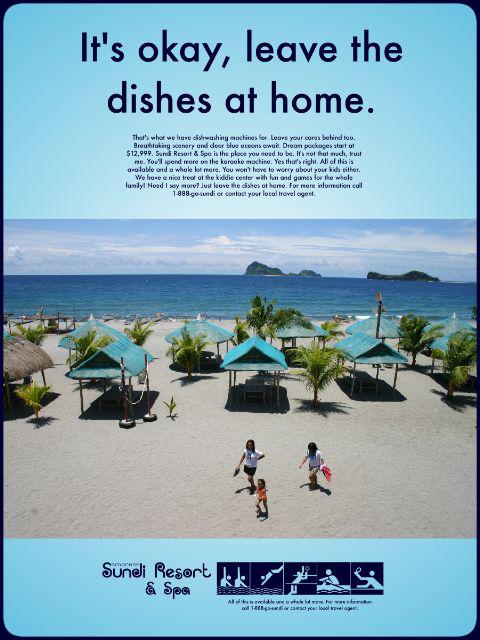 It's okay, leave the
dishes at home.
That's what we have dishwashing machines for. Leave your cares behind too.
Breathtaking scenery and clear blue oceans await. Dream packages start at
$12,999. Sundi Resort & Spa is the place you need to be. It's not that much, trust
me. You'll spend more on the karaoke machine. Yes that's right. All of this is
available and a whole lot more. You won't have to worry about your kids either.
We have a nice treat at the kiddie center with fun and games for the whole
family! Need I say more? Just leave the dishes at home. For more information call
1-888-go-sundi or contact your local travel agent.
Sundi Resort
& Spa
All of this is available and a whole lot more. For more information
call 1-888-go-sundi or contact your local travel agent.